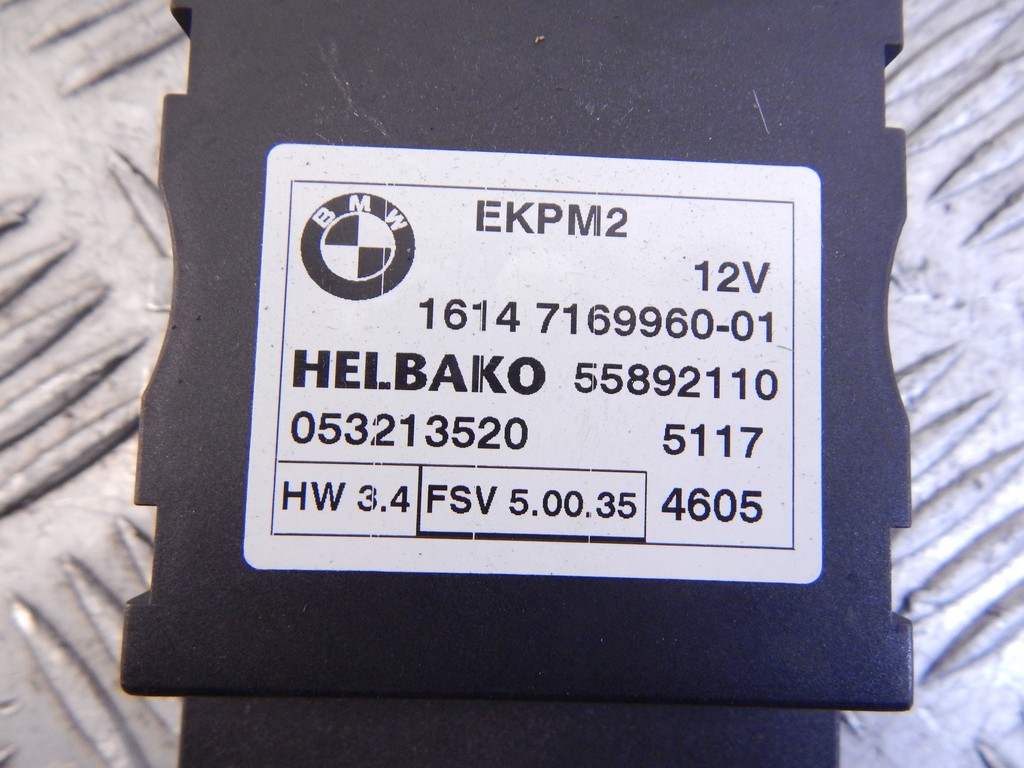 BMW
EKPM2
12V
1614 7169960-01
HELBAKO 55892110
053213520 5117
HW 3.4 FSV 5.00.35 4605